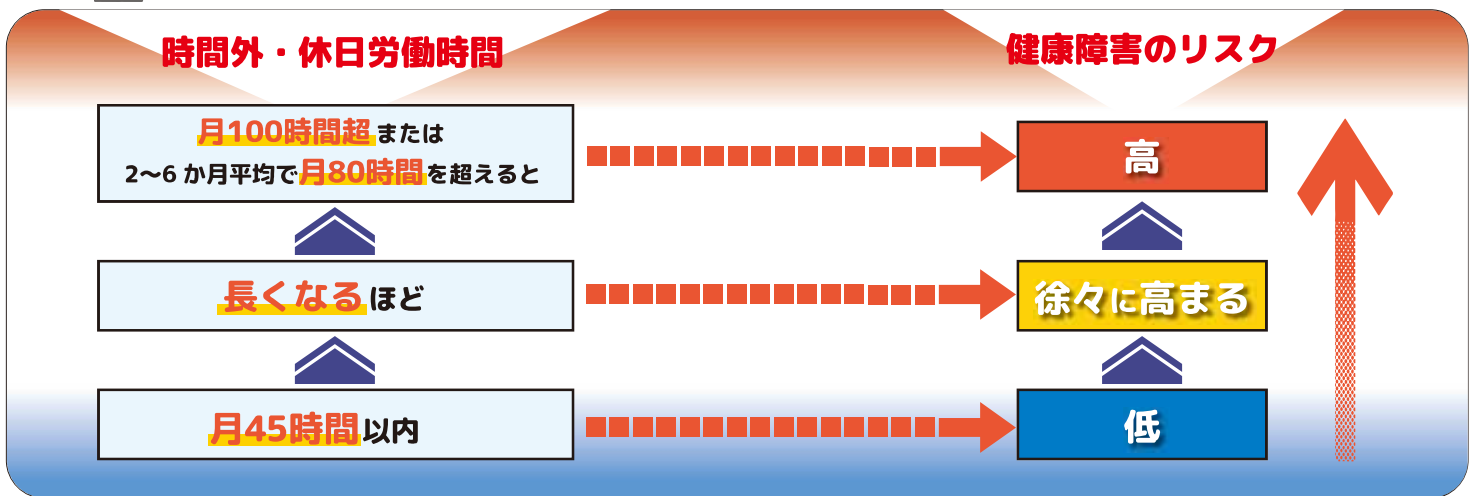 時間外・休日労働時間
健康障害のリスク
月100時間超または
2〜6か月平均で月80時間を超えると
高
長くなるほど
徐々に高まる
月45時間以内
低